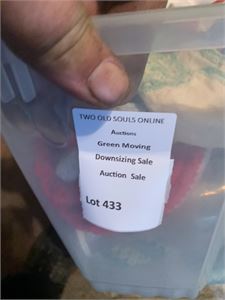 TWO OLD SOULS ONLINE
Auctions
Green Moving
Downsizing Sale
Auction Sale
Lot 433